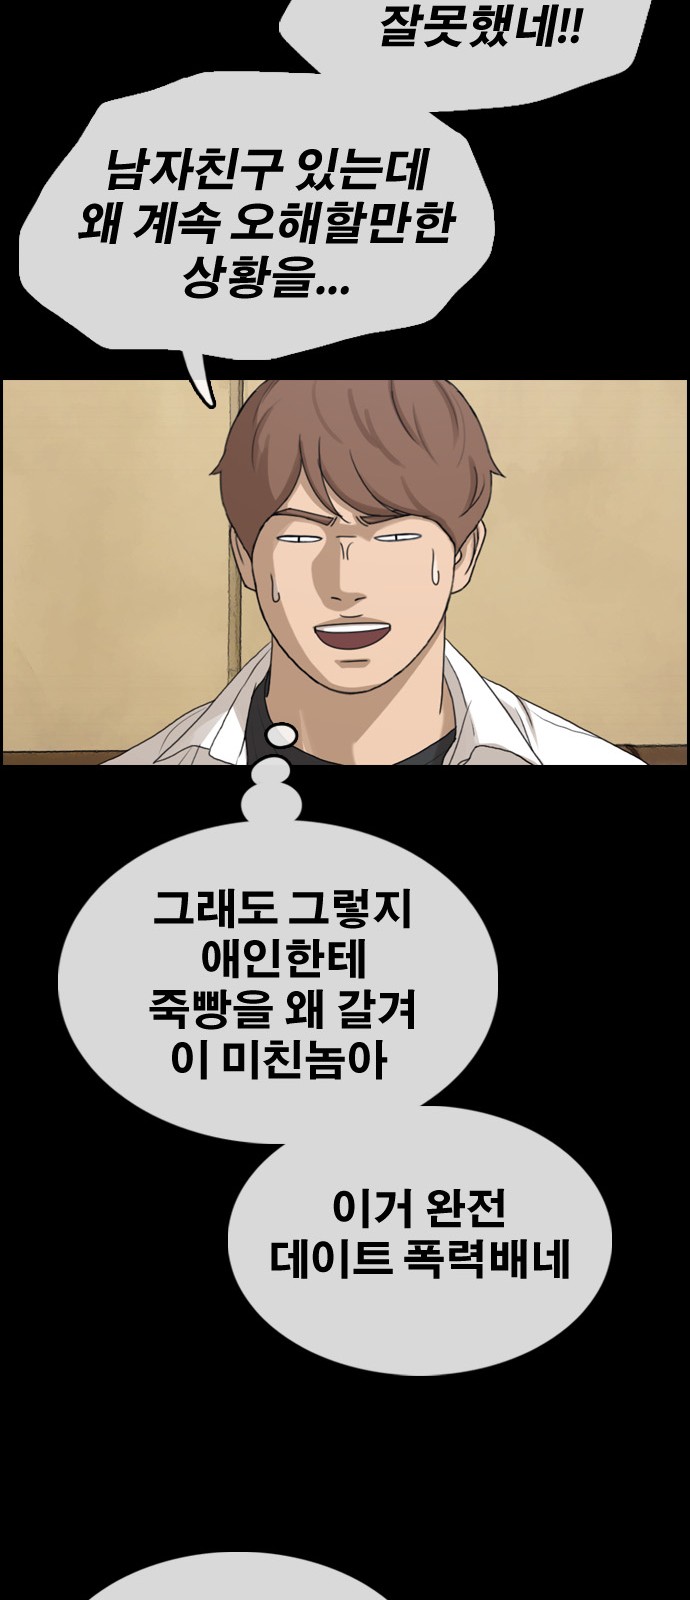 잘못했네!!
남자친구 있는데
왜 계속 오해할만한
상황을...
그래도 그렇지
애인한테
죽빵을 왜 갈겨
이 미친놈아
이거 완전
데이트 폭력배네